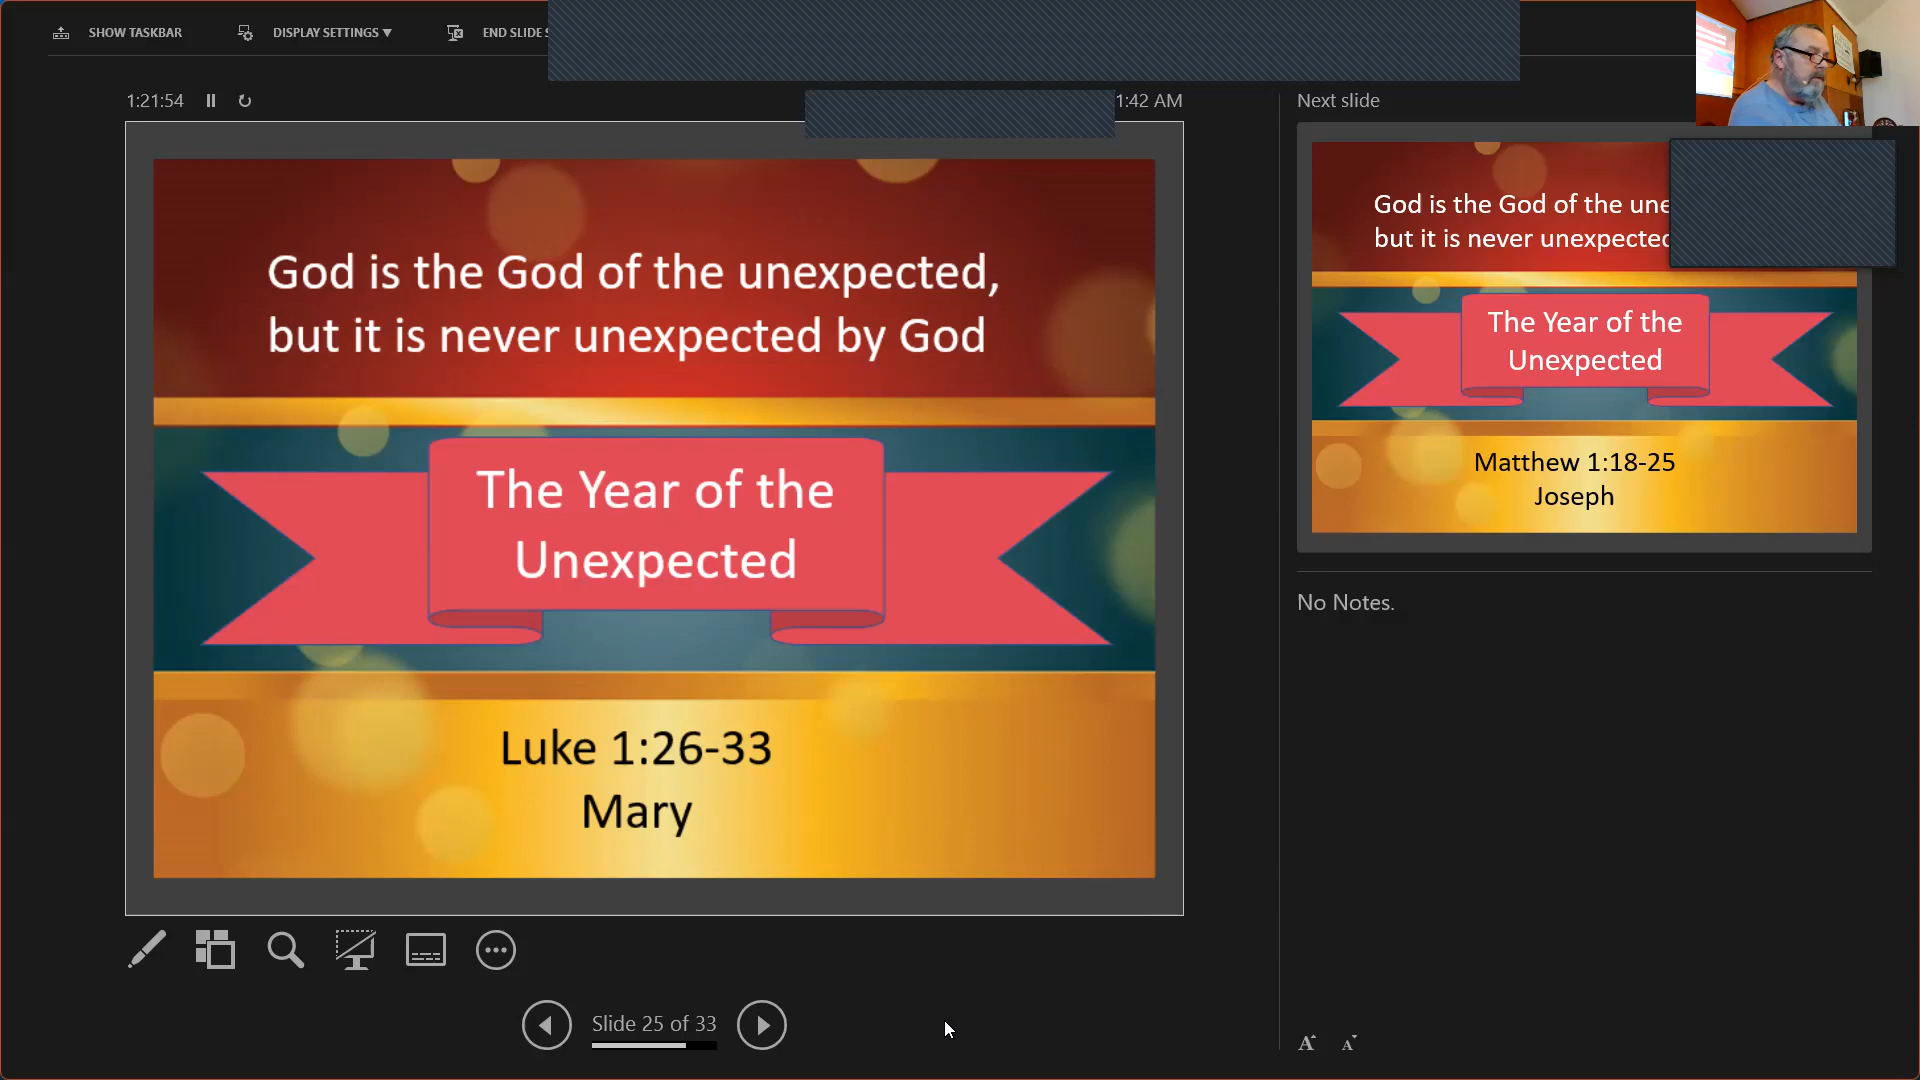 SHOW TASKBAR
DISPLAY SETTINGS ▼
END SLIDE
1:21:54
1:42 AM
Next slide
God is the God of the unexpected,
but it is never unexpected by God
The Year of the
Unexpected
Luke 1:26-33
Mary
God is the God of the
but it is never unexpected
The Year of the
Unexpected
Matthew 1:18-25
Joseph
No Notes.
Slide 25 of 33
A A